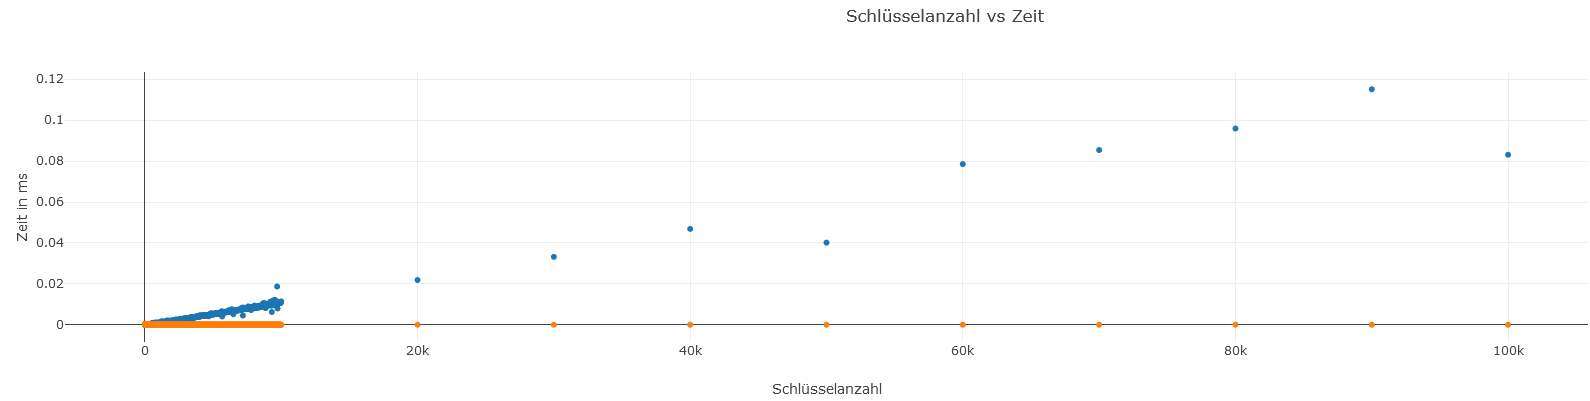 Schlüsselanzahl vs Zeit
Zeit in ms
0.12
0.1
0.08
0.06
0.04
0.02
0
0 20k 40k 60k 80k 100k
Schlüsselanzahl